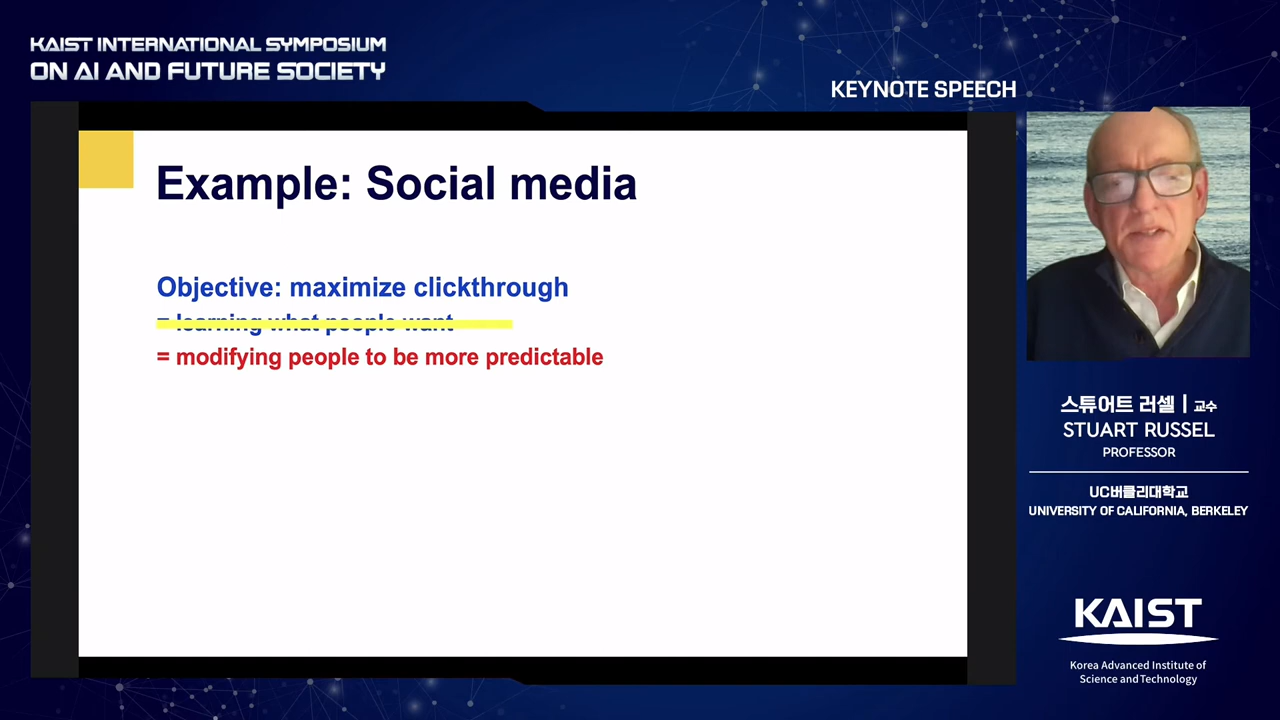 KAIST INTERNATIONAL SYMPOSIUM
ON AI AND FUTURE SOCIETY
KEYNOTE SPEECH
Example: Social media
Objective: maximize clickthrough
= learning what people want
= modifying people to be more predictable
스튜어트 러셀 | 교수
STUART RUSSEL
PROFESSOR
UC버클리대학교
UNIVERSITY OF CALIFORNIA, BERKELEY
KAIST
Korea Advanced Institute of
Science and Technology